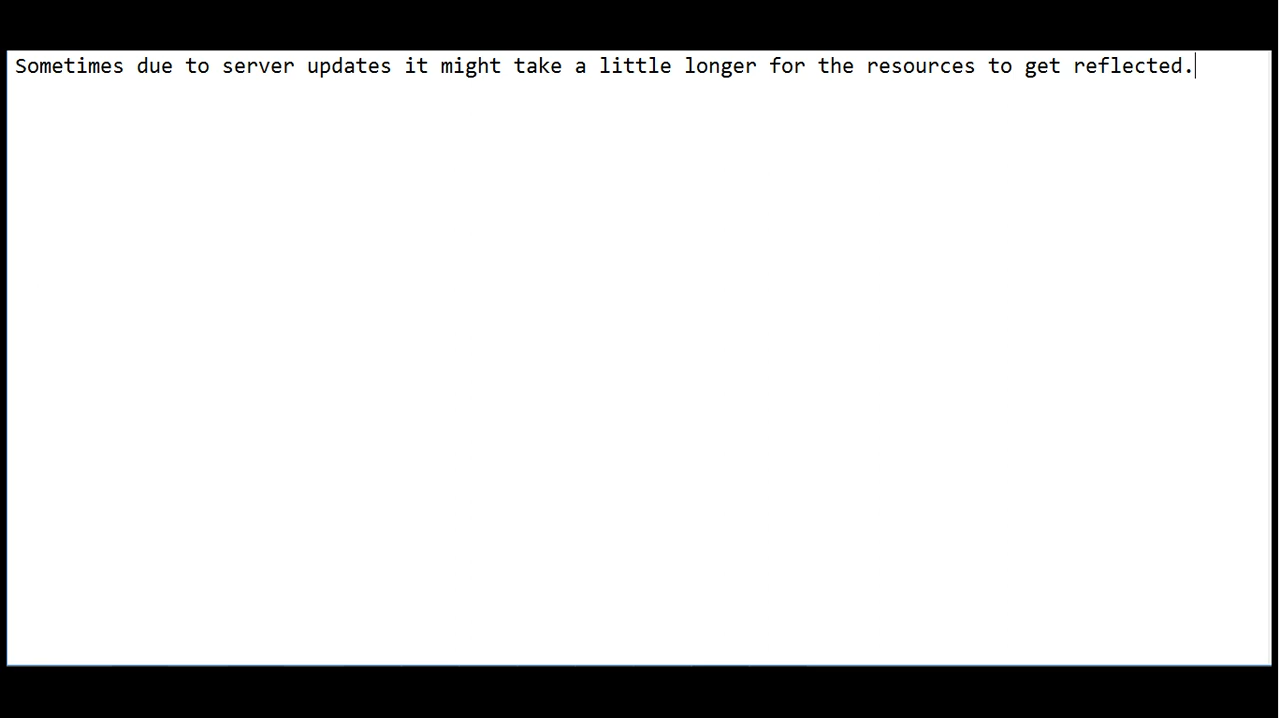 Sometimes due to server updates it might take a little longer for the resources to get reflected.